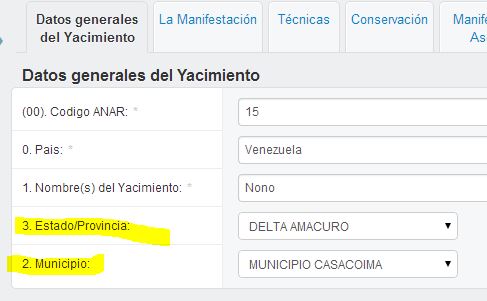 Datos generales del Yacimiento
La Manifestación
Técnicas
Conservación
Manife
As
Datos generales del Yacimiento
(00). Codigo ANAR: * 15
0. Pais: * Venezuela
1. Nombre(s) del Yacimiento: * Nono
3. Estado/Provincia: DELTA AMACURO
2. Municipio: MUNICIPIO CASACOIMA